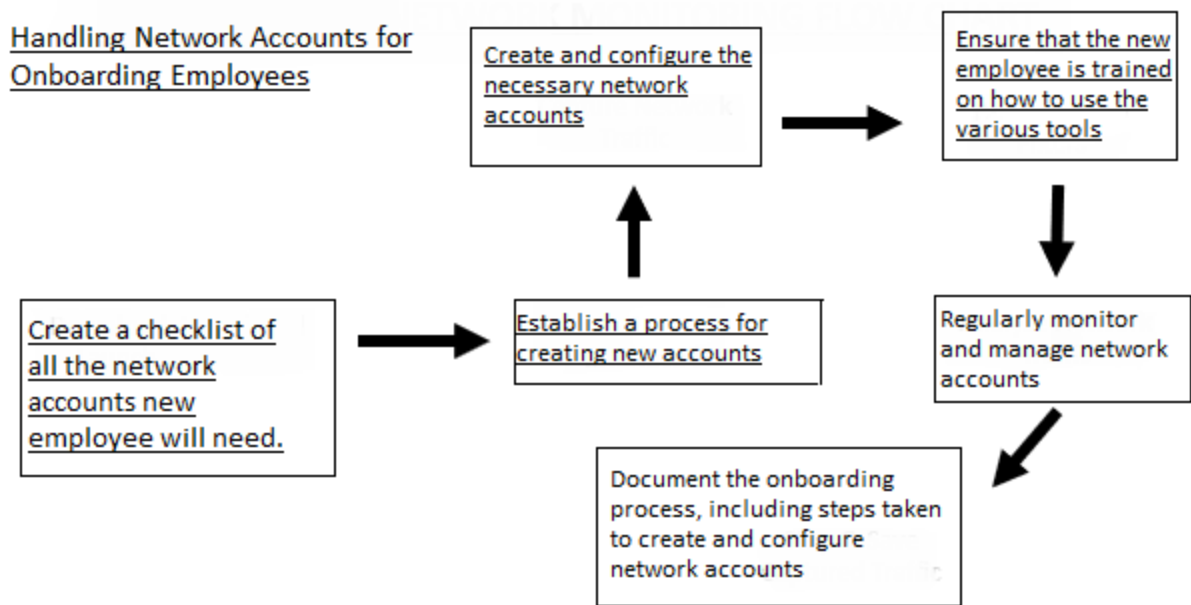 Handling Network Accounts for
Onboarding Employees
Create a checklist of
all the network
accounts new
employee will need.
Establish a process for
creating new accounts
Create and configure the
necessary network
accounts
Ensure that the new
employee is trained
on how to use the
various tools
Regularly monitor
and manage network
accounts
Document the onboarding
process, including steps taken
to create and configure
network accounts